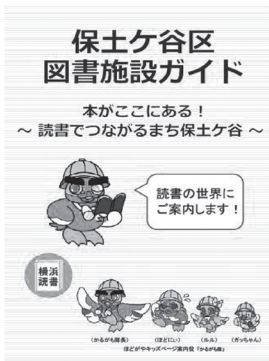 保土ケ谷区
図書施設ガイド
本がここにある！
～ 読書でつながるまち保土ケ谷 ～
読書の世界に
ご案内します！
横浜
読書
（かるがも隊長） （ほどにぃ） （ルル） （ガっちゃん）
ほどがやキッズページ案内役「かるがも隊」